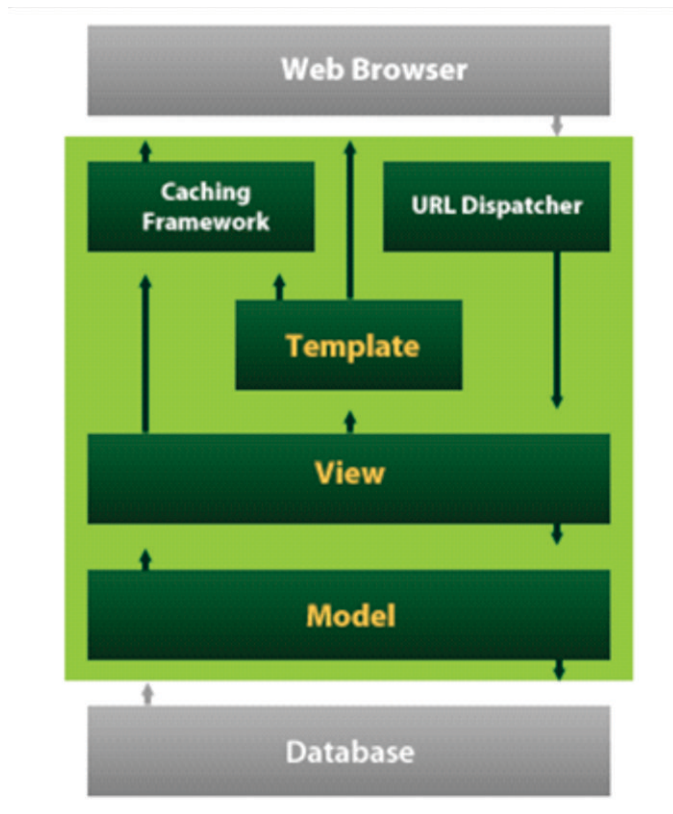 Web Browser
Caching
Framework
URL Dispatcher
Template
View
Model
Database